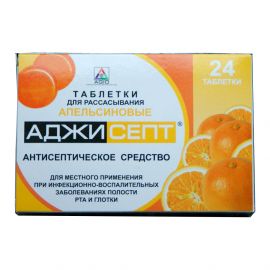 AGIO
ТАБЛЕТКИ
ДЛЯ РАССАСЫВАНИЯ
АПЕЛЬСИНОВЫЕ
24
ТАБЛЕТКИ
АДЖИСЕПТ®
АНТИСЕПТИЧЕСКОЕ СРЕДСТВО
ДЛЯ МЕСТНОГО ПРИМЕНЕНИЯ
ПРИ ИНФЕКЦИОННО-ВОСПАЛИТЕЛЬНЫХ
ЗАБОЛЕВАНИЯХ ПОЛОСТИ
РТА И ГЛОТКИ